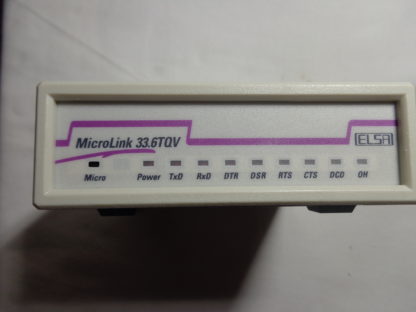 MicroLink 33.6TQV
ELSA
Micro Power TxD RxD DTR DSR RTS CTS DCD OH